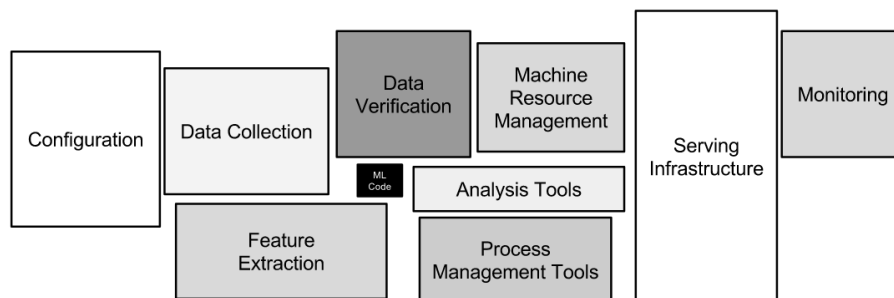 Configuration
Data Collection
Data
Verification
Machine
Resource
Management
Serving
Infrastructure
Monitoring
ML
Code
Analysis Tools
Feature
Extraction
Process
Management Tools